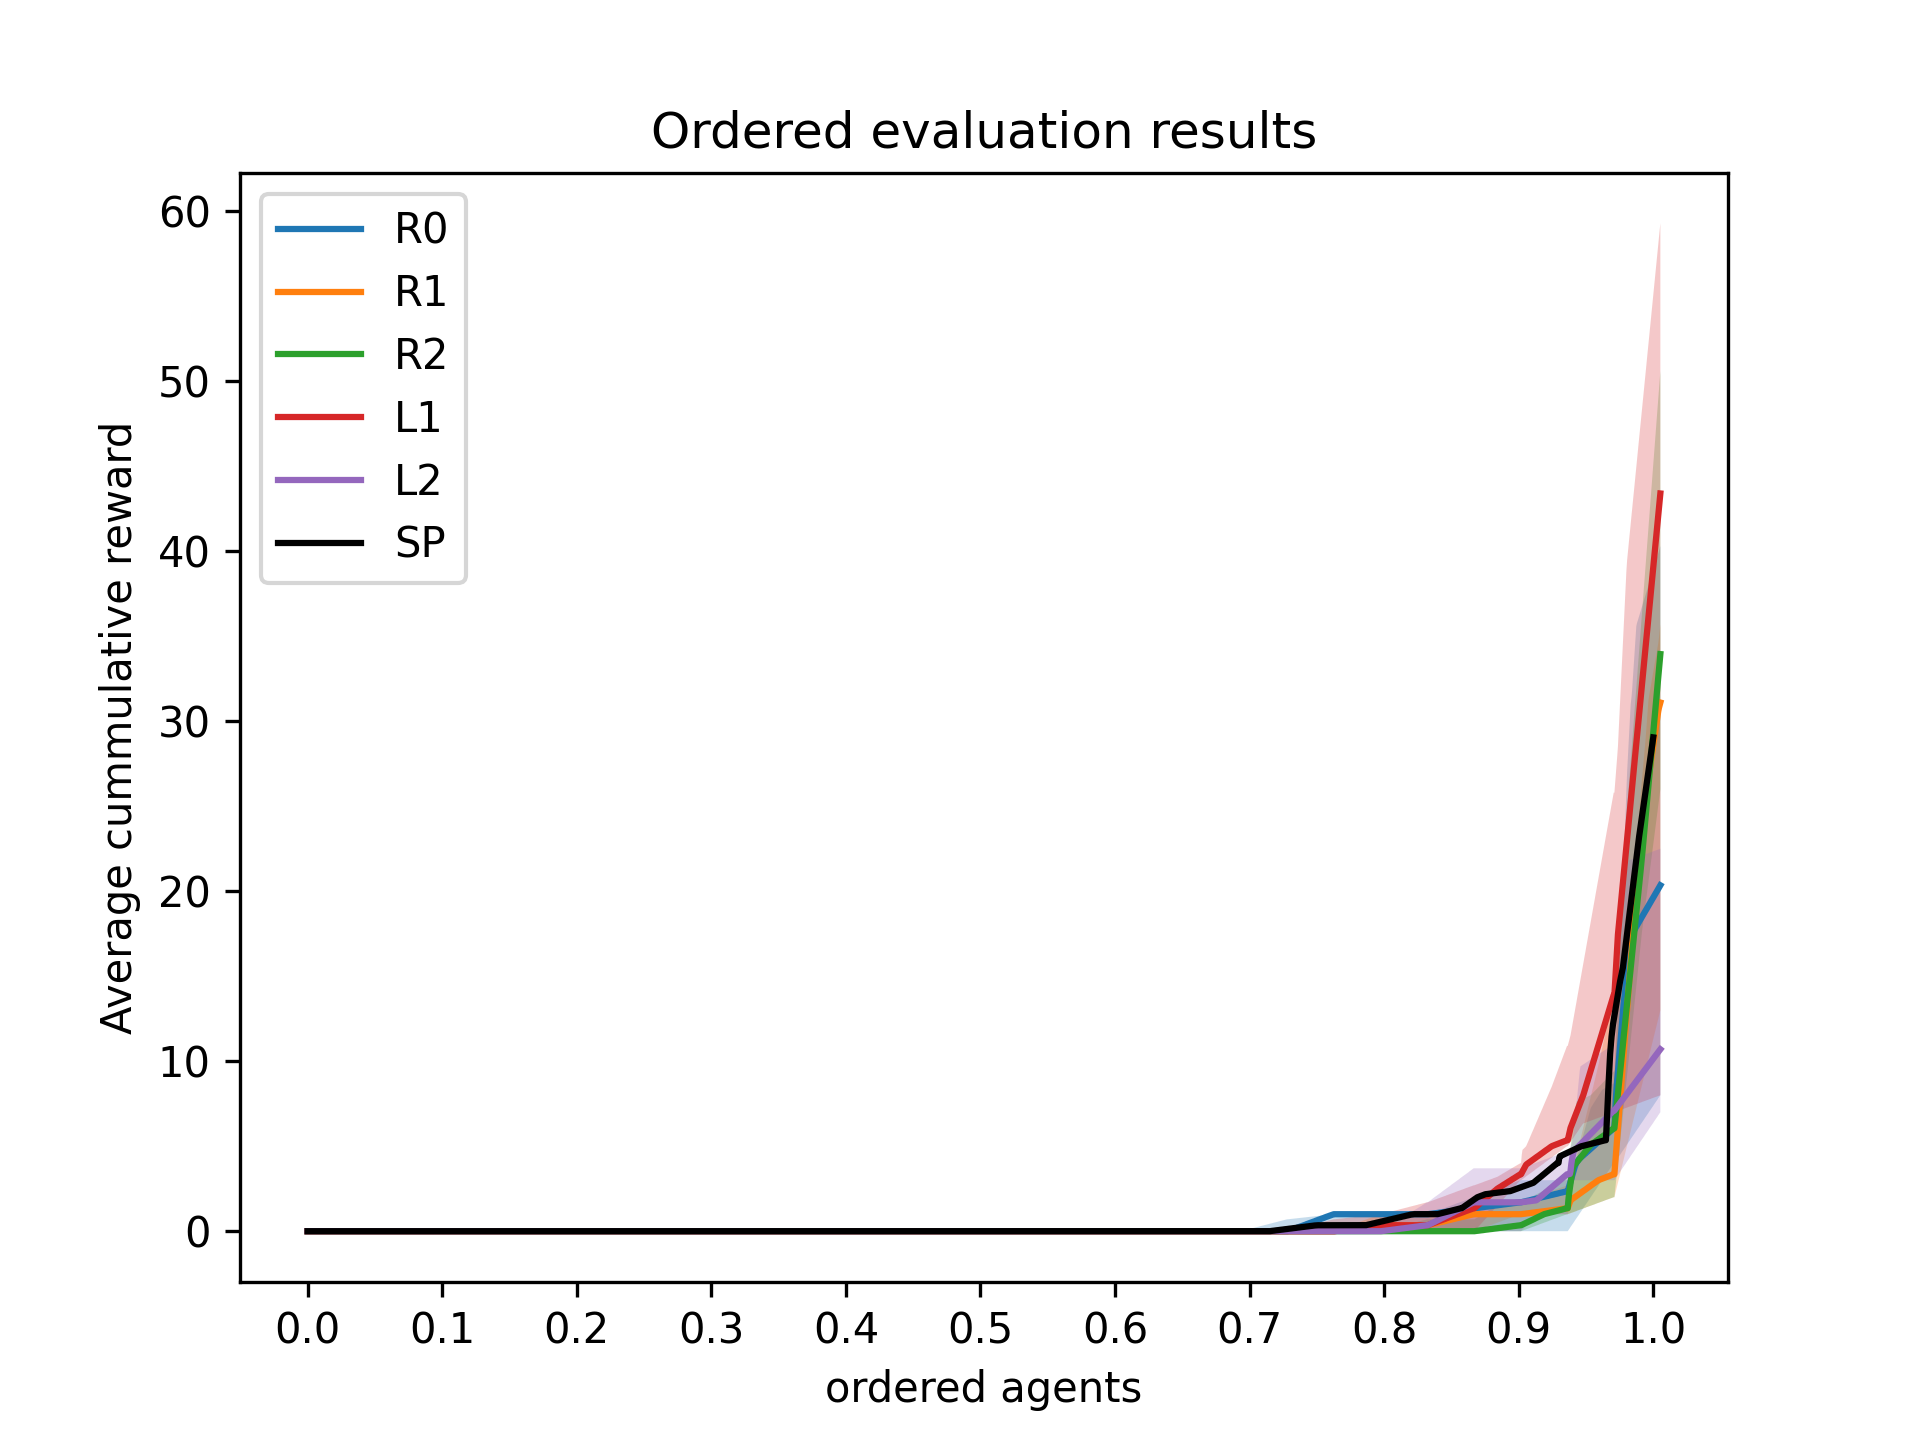 Ordered evaluation results
Average cummulative reward
60
50
40
30
20
10
0
R0
R1
R2
L1
L2
SP
0.0 0.1 0.2 0.3 0.4 0.5 0.6 0.7 0.8 0.9 1.0
ordered agents